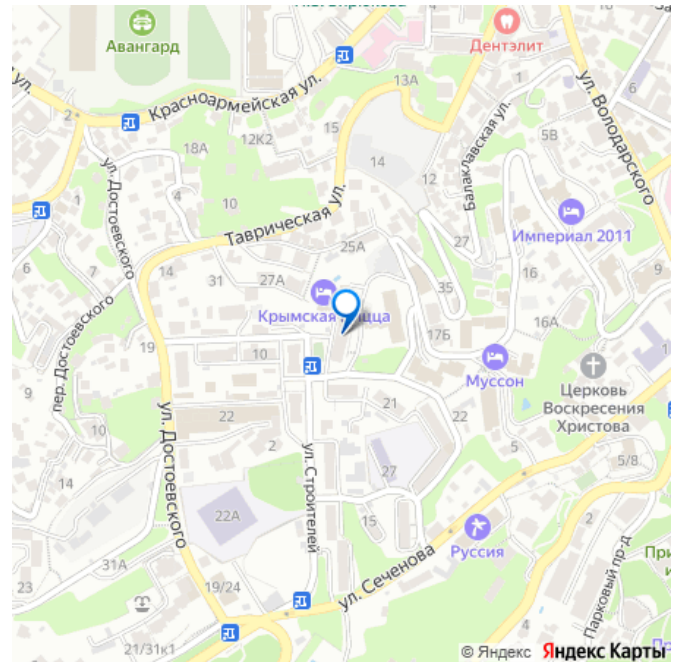 Авангард
Дентэлит
Красноармейская ул.
13А
ул. Володарского
6
2
18А
12К2
14
5В
Балаклавская ул.
ул. Достоевского
4
10
12
Таврическая ул.
Империал 2011
6
7
25А
27
9
14
31
27А
35
16
Крымская
19
10
17Б
16А
пер. Достоевского
9
Муссон
Церковь
Воскресения
Христова
22
21
22
10
2
5
5/8
ул. Достоевского
ул. Строителей
14
27
22А
15
2
Руссия
31А
23
19/24
ул. Сеченова
Парковый пр-д
21/31к1
© Яндекс Яндекс Карты